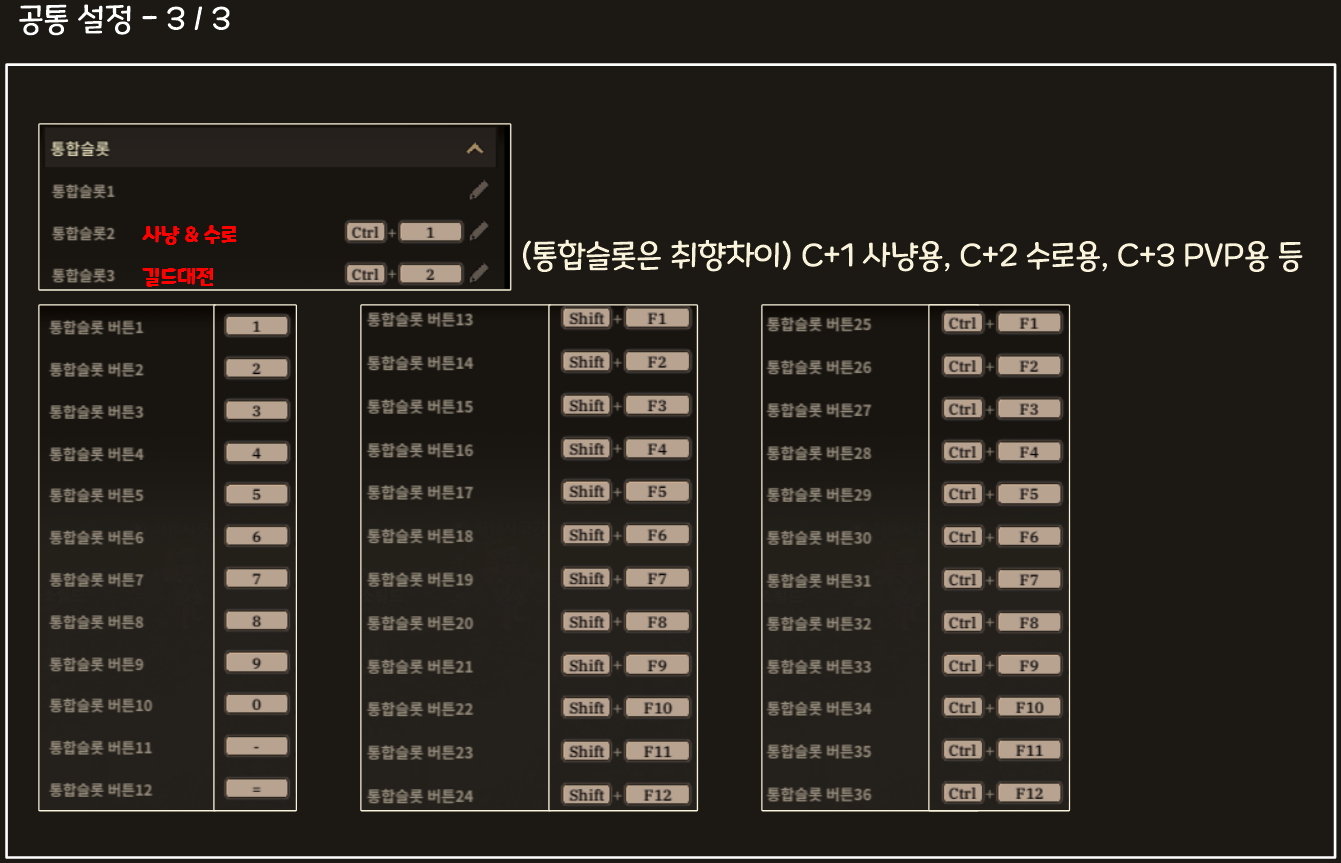 공통 설정 - 3 / 3
통합슬롯
통합슬롯1
통합슬롯2 사냥 & 수로 Ctrl + 1
통합슬롯3 길드대전 Ctrl + 2
(통합슬롯은 취향차이) C+1 사냥용, C+2 수로용, C+3 PVP용 등
통합슬롯 버튼1 1
통합슬롯 버튼2 2
통합슬롯 버튼3 3
통합슬롯 버튼4 4
통합슬롯 버튼5 5
통합슬롯 버튼6 6
통합슬롯 버튼7 7
통합슬롯 버튼8 8
통합슬롯 버튼9 9
통합슬롯 버튼10 0
통합슬롯 버튼11 -
통합슬롯 버튼12 =
통합슬롯 버튼13 Shift + F1
통합슬롯 버튼14 Shift + F2
통합슬롯 버튼15 Shift + F3
통합슬롯 버튼16 Shift + F4
통합슬롯 버튼17 Shift + F5
통합슬롯 버튼18 Shift + F6
통합슬롯 버튼19 Shift + F7
통합슬롯 버튼20 Shift + F8
통합슬롯 버튼21 Shift + F9
통합슬롯 버튼22 Shift + F10
통합슬롯 버튼23 Shift + F11
통합슬롯 버튼24 Shift + F12
통합슬롯 버튼25 Ctrl + F1
통합슬롯 버튼26 Ctrl + F2
통합슬롯 버튼27 Ctrl + F3
통합슬롯 버튼28 Ctrl + F4
통합슬롯 버튼29 Ctrl + F5
통합슬롯 버튼30 Ctrl + F6
통합슬롯 버튼31 Ctrl + F7
통합슬롯 버튼32 Ctrl + F8
통합슬롯 버튼33 Ctrl + F9
통합슬롯 버튼34 Ctrl + F10
통합슬롯 버튼35 Ctrl + F11
통합슬롯 버튼36 Ctrl + F12